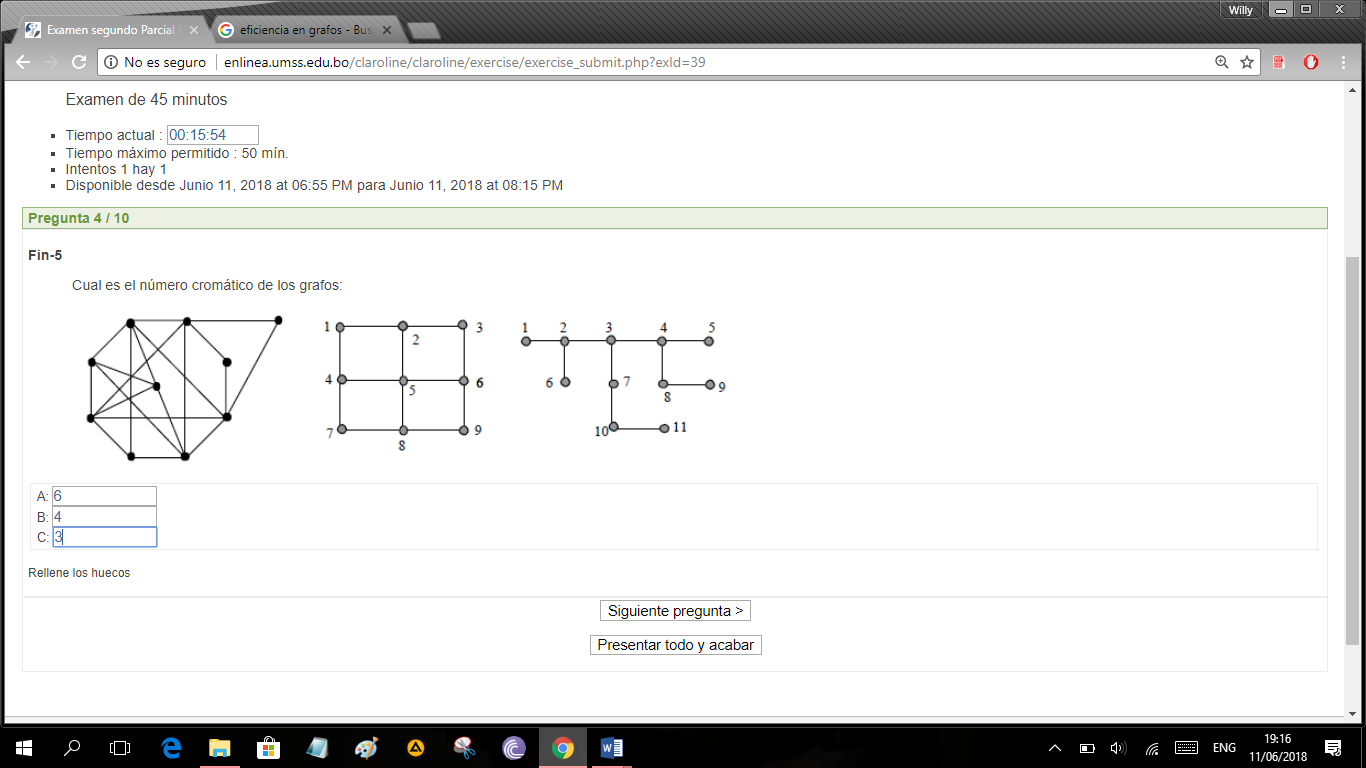 Willy
Examen segundo Parcial
eficiencia en grafos - Bus
No es seguro enlinea.umss.edu.bo/claroline/claroline/exercise/exercise_submit.php?exId=39
Examen de 45 minutos
Tiempo actual : 00:15:54
Tiempo máximo permitido : 50 mín.
Intentos 1 hay 1
Disponible desde Junio 11, 2018 at 06:55 PM para Junio 11, 2018 at 08:15 PM
Pregunta 4 / 10
Fin-5
Cual es el número cromático de los grafos:
1 2 3
4 5 6
7 8 9
1 2 3 4 5
6 7 8 9
10 11
A: 6
B: 4
C: 3
Rellene los huecos
Siguiente pregunta >
Presentar todo y acabar
ENG
19:16
11/06/2018